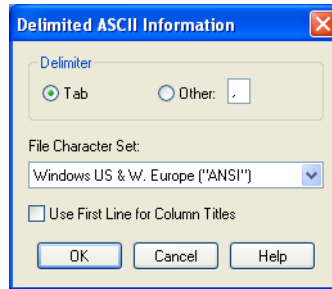 Delimited ASCII Information
Delimiter
Tab
Other: ,
File Character Set:
Windows US & W. Europe ("ANSI")
Use First Line for Column Titles
OK Cancel Help